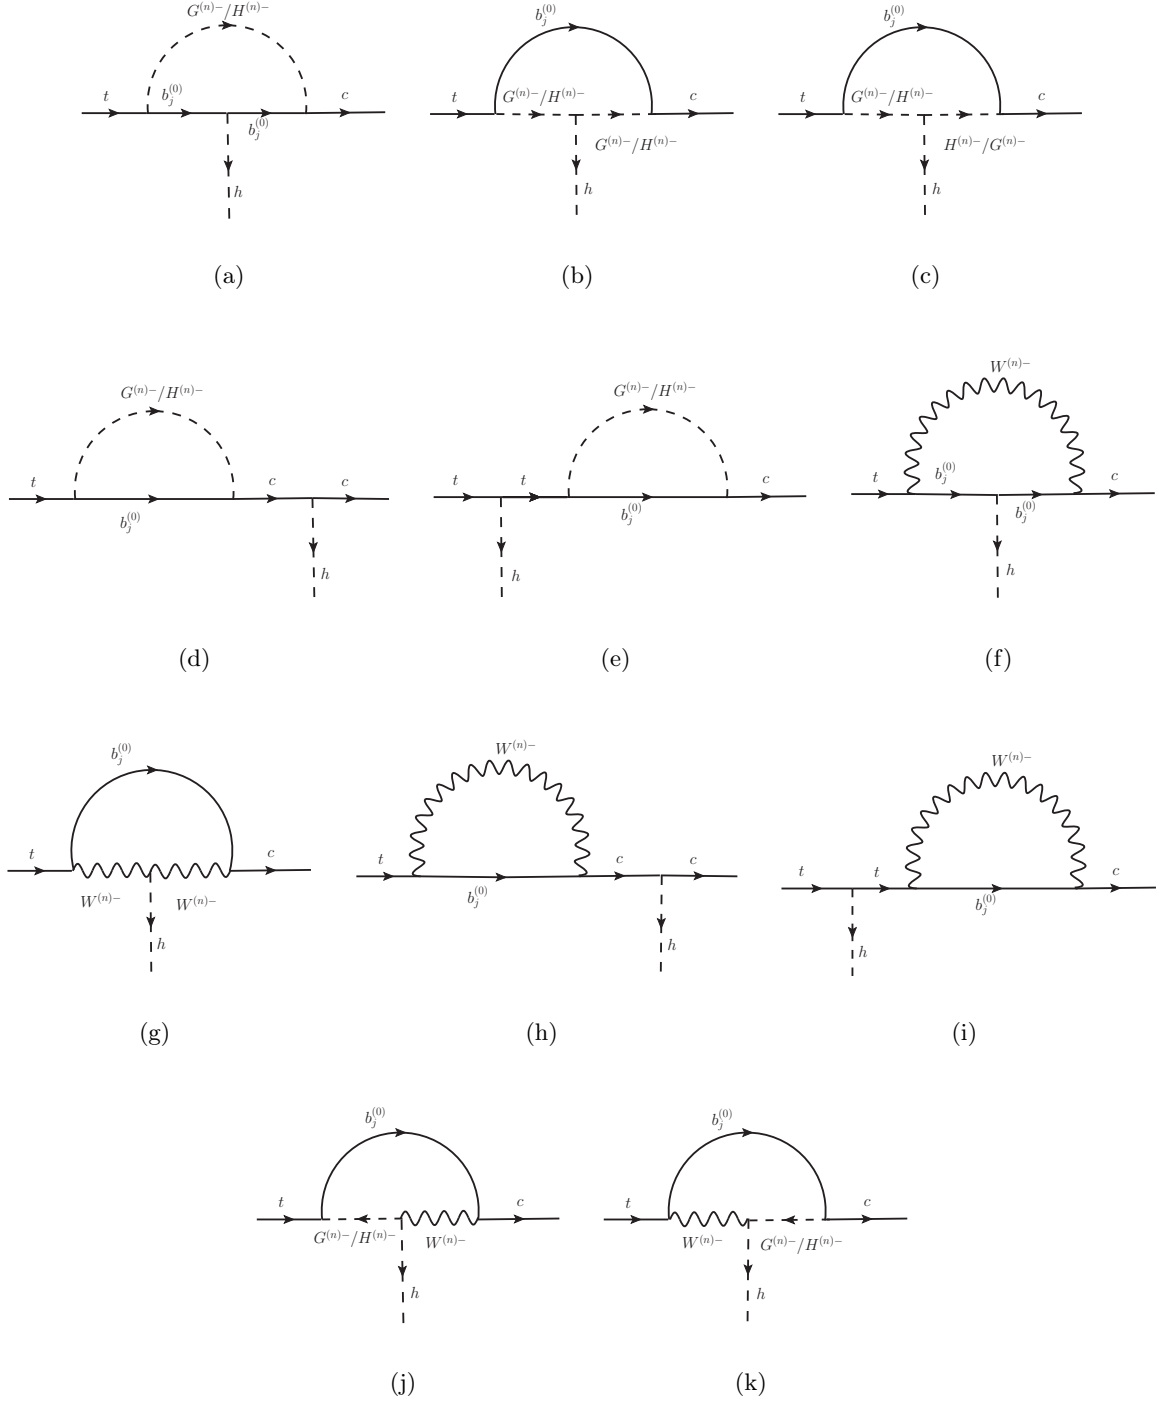 G^{(n)-}/H^{(n)-}
t
b_j^{(0)}
b_j^{(0)}
c
h
(a)
b_j^{(0)}
t
G^{(n)-}/H^{(n)-}
c
G^{(n)-}/H^{(n)-}
h
(b)
b_j^{(0)}
t
G^{(n)-}/H^{(n)-}
c
H^{(n)-}/G^{(n)-}
h
(c)
G^{(n)-}/H^{(n)-}
t
c
c
b_j^{(0)}
h
(d)
G^{(n)-}/H^{(n)-}
t
t
c
b_j^{(0)}
h
(e)
W^{(n)-}
t
b_j^{(0)}
c
b_j^{(0)}
h
(f)
b_j^{(0)}
t
c
W^{(n)-}
W^{(n)-}
h
(g)
W^{(n)-}
t
c
c
b_j^{(0)}
h
(h)
W^{(n)-}
t
t
c
b_j^{(0)}
h
(i)
b_j^{(0)}
t
c
G^{(n)-}/H^{(n)-}
W^{(n)-}
h
(j)
b_j^{(0)}
t
c
W^{(n)-}
G^{(n)-}/H^{(n)-}
h
(k)